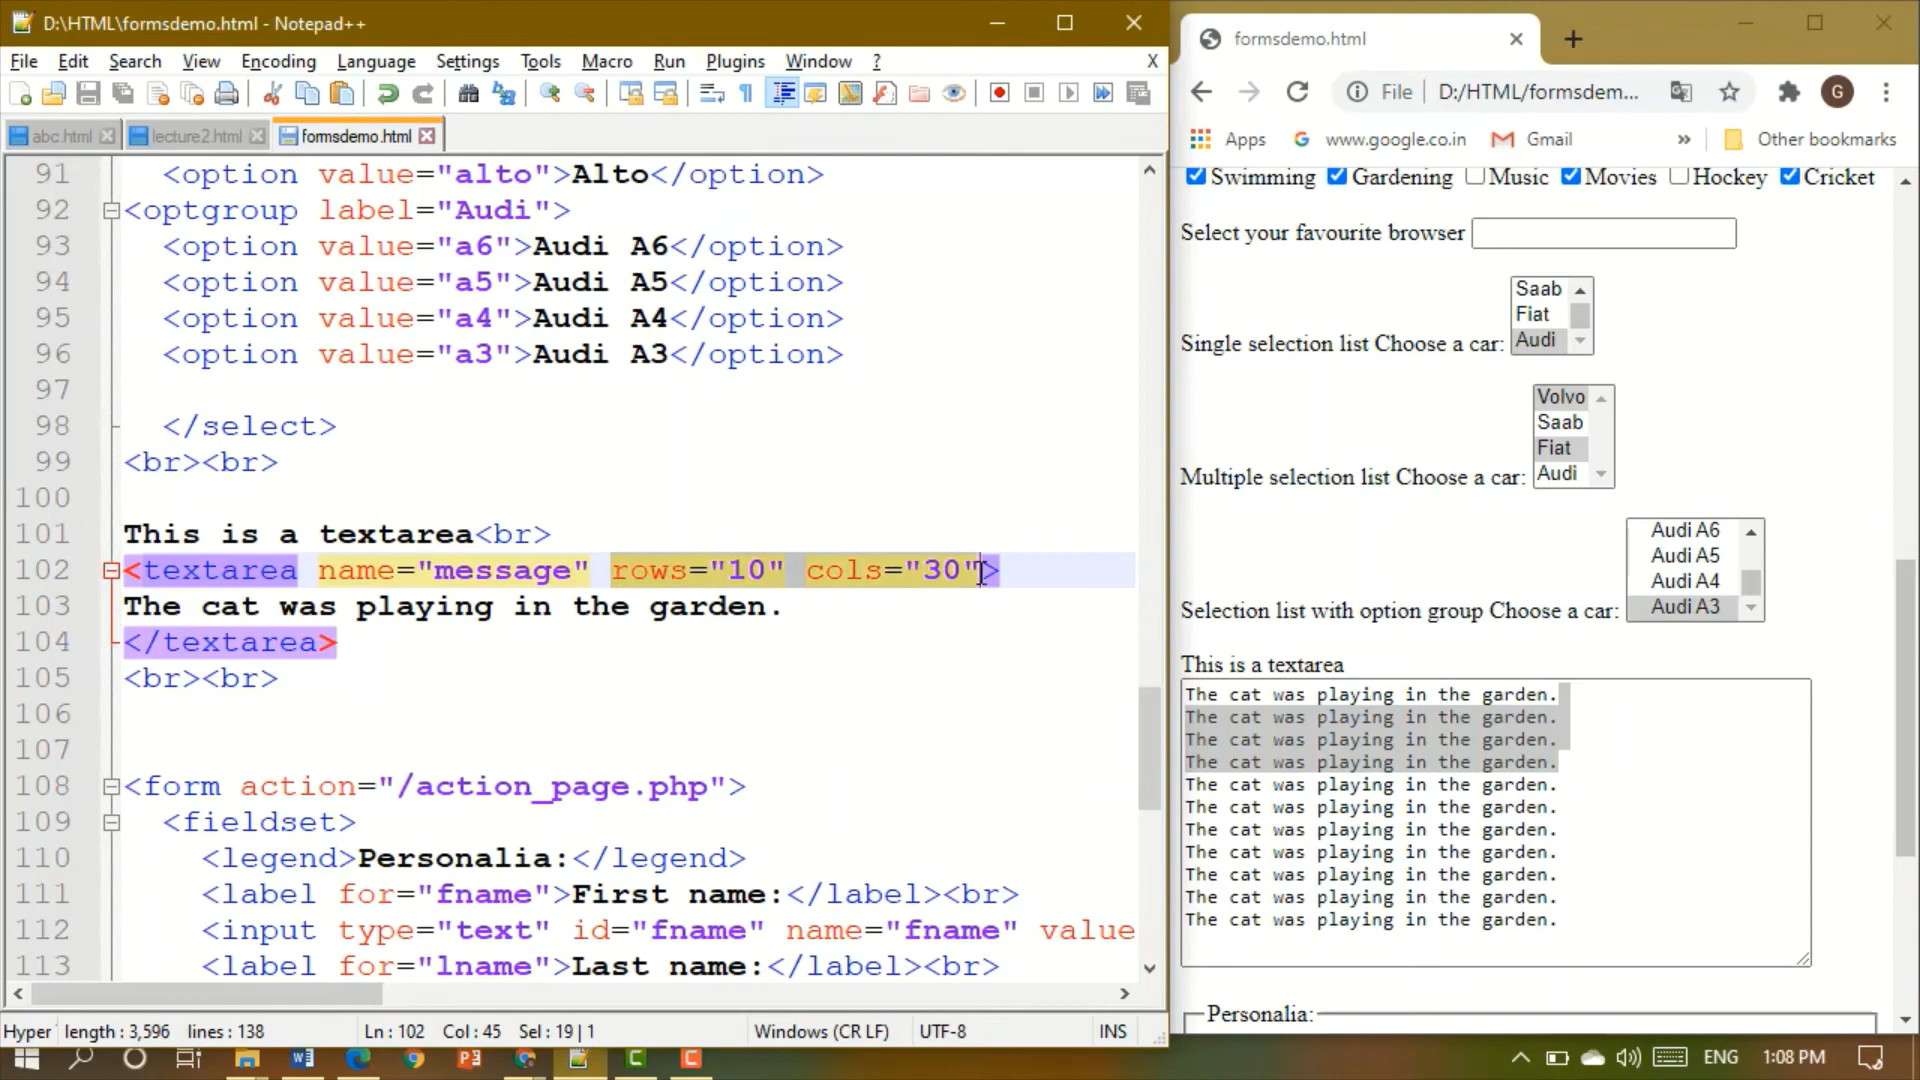 D:\HTML\formsdemo.html - Notepad++
File Edit Search View Encoding Language Settings Tools Macro Run Plugins Window ? X
abc.html lecture2.html formsdemo.html
91 <option value="alto">Alto</option>
92 <optgroup label="Audi">
93 <option value="a6">Audi A6</option>
94 <option value="a5">Audi A5</option>
95 <option value="a4">Audi A4</option>
96 <option value="a3">Audi A3</option>
97
98 </select>
99 <br><br>
100
101 This is a textarea<br>
102 <textarea name="message" rows="10" cols="30">
103 The cat was playing in the garden.
104 </textarea>
105 <br><br>
106
107
108 <form action="/action_page.php">
109 <fieldset>
110 <legend>Personalia:</legend>
111 <label for="fname">First name:</label><br>
112 <input type="text" id="fname" name="fname" value
113 <label for="lname">Last name:</label><br>
Hyper length : 3,596 lines : 138 Ln : 102 Col : 45 Sel : 19 | 1 Windows (CR LF) UTF-8 INS
formsdemo.html
File D:/HTML/formsdem... G
Apps www.google.co.in Gmail » Other bookmarks
Swimming Gardening Music Movies Hockey Cricket
Select your favourite browser
Saab
Fiat
Single selection list Choose a car: Audi
Volvo
Saab
Fiat
Multiple selection list Choose a car: Audi
Audi A6
Audi A5
Audi A4
Selection list with option group Choose a car: Audi A3
This is a textarea
The cat was playing in the garden.
The cat was playing in the garden.
The cat was playing in the garden.
The cat was playing in the garden.
The cat was playing in the garden.
The cat was playing in the garden.
The cat was playing in the garden.
The cat was playing in the garden.
The cat was playing in the garden.
The cat was playing in the garden.
The cat was playing in the garden.
Personalia:
ENG 1:08 PM